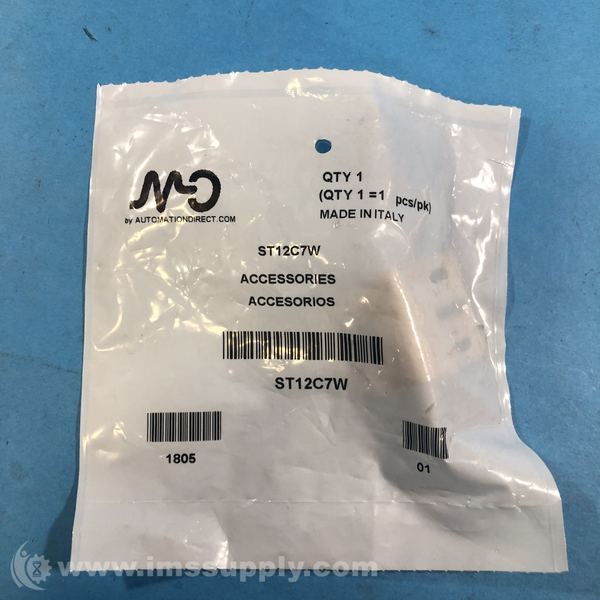 MD
by AUTOMATIONDIRECT.COM
QTY 1
(QTY 1 =1 pcs/pk)
MADE IN ITALY
ST12C7W
ACCESSORIES
ACCESORIOS
ST12C7W
1805
01
www.imssupply.com